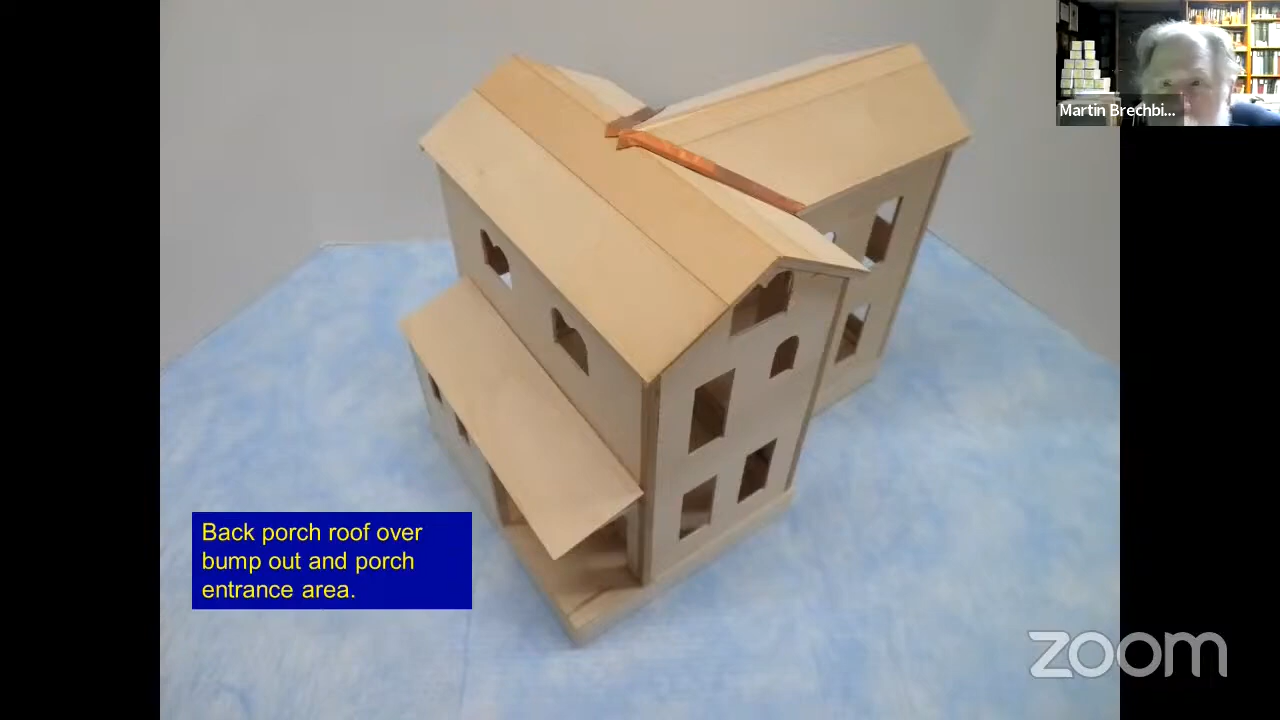 Martin Brechbi...
Back porch roof over
bump out and porch
entrance area.
zoom